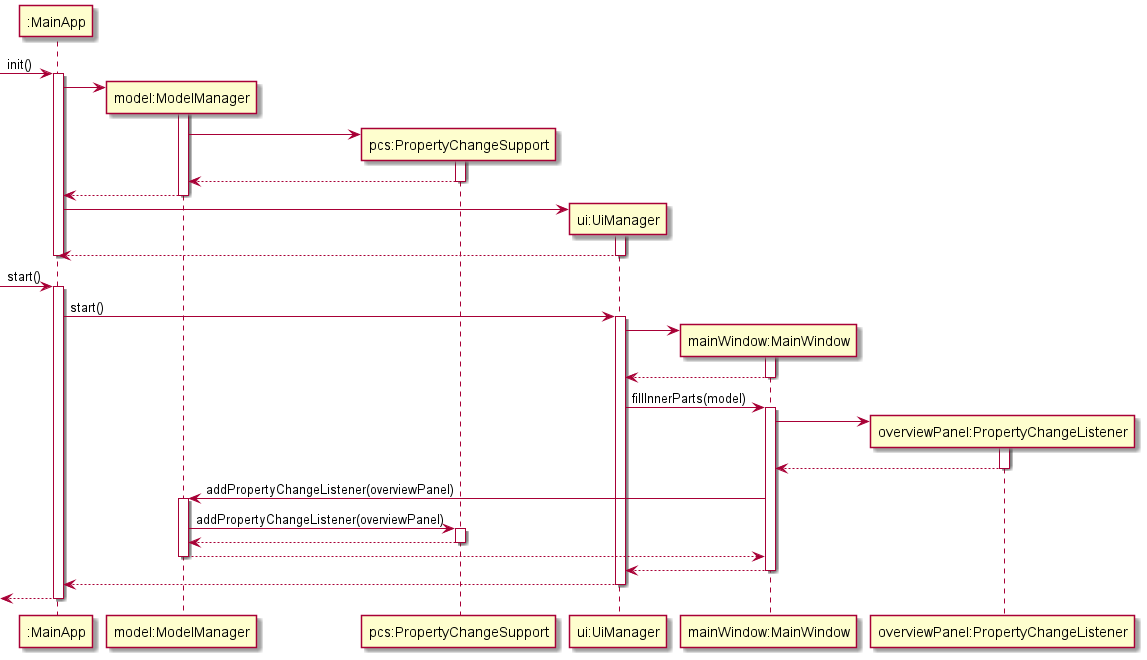 :MainApp
init()
model:ModelManager
pcs:PropertyChangeSupport
ui:UiManager
start()
start()
mainWindow:MainWindow
fillInnerParts(model)
overviewPanel:PropertyChangeListener
addPropertyChangeListener(overviewPanel)
addPropertyChangeListener(overviewPanel)
:MainApp
model:ModelManager
pcs:PropertyChangeSupport
ui:UiManager
mainWindow:MainWindow
overviewPanel:PropertyChangeListener